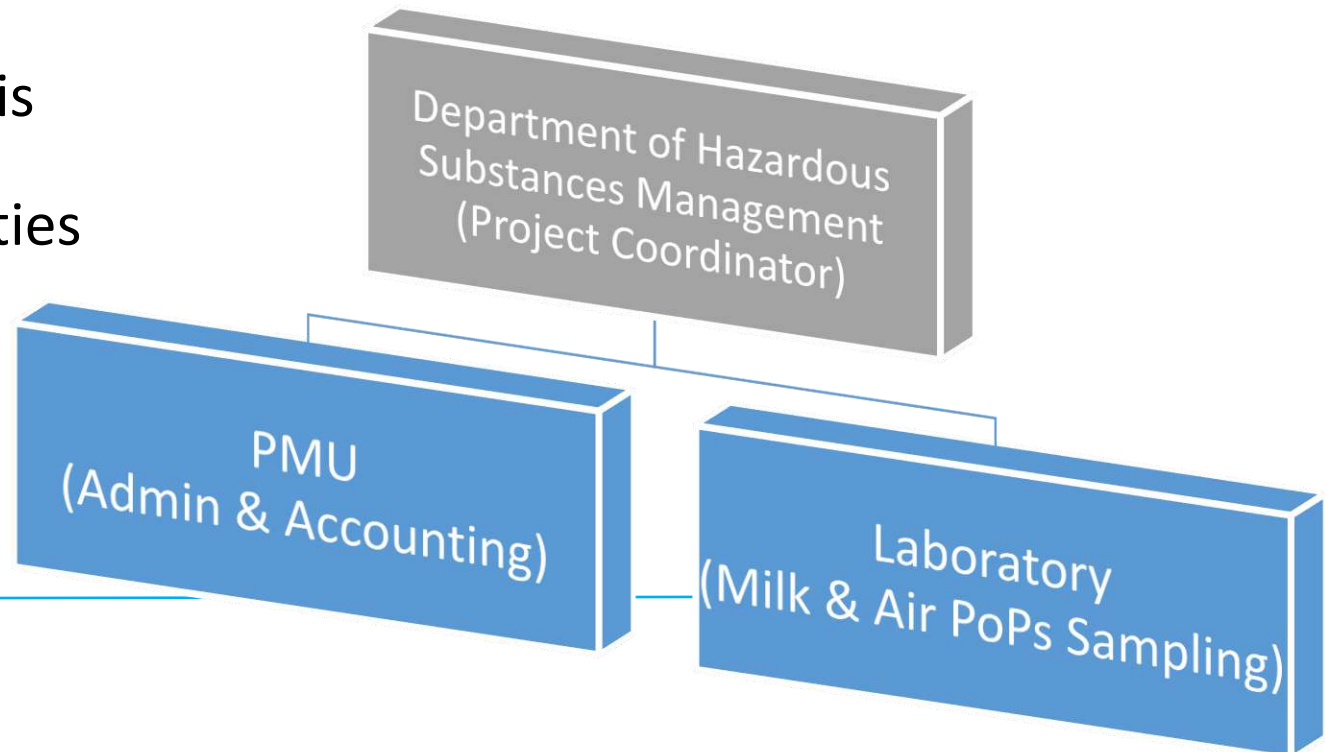 is
ties
Department of Hazardous
Substances Management
(Project Coordinator)
PMU
(Admin & Accounting)
Laboratory
(Milk & Air PoPs Sampling)